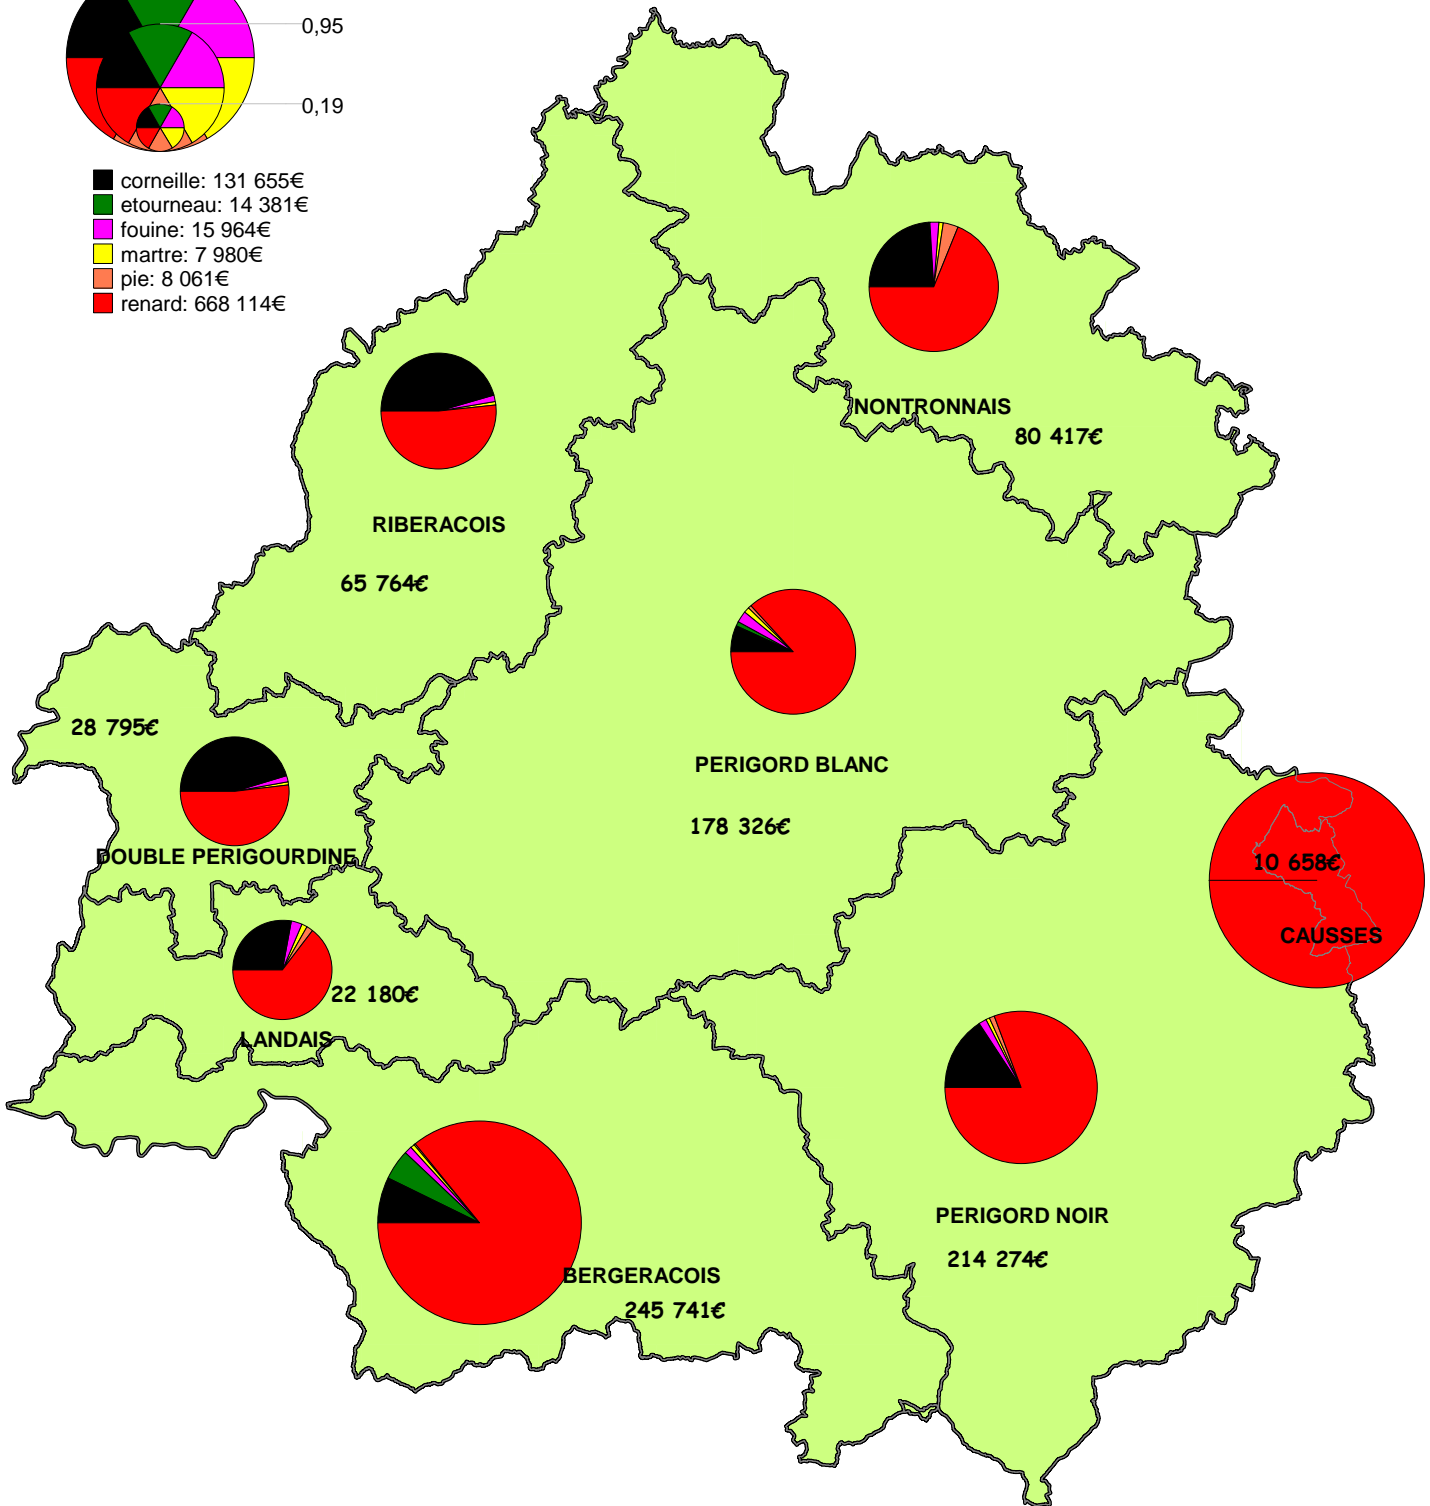 0,95
0,19
corneille: 131 655€
etourneau: 14 381€
fouine: 15 964€
martre: 7 980€
pie: 8 061€
renard: 668 114€
NONTRONNAIS
80 417€
RIBERACOIS
65 764€
28 795€
PERIGORD BLANC
178 326€
DOUBLE PERIGOURDINE
10 658€
CAUSSES
22 180€
LANDAIS
PERIGORD NOIR
214 274€
BERGERACOIS
245 741€